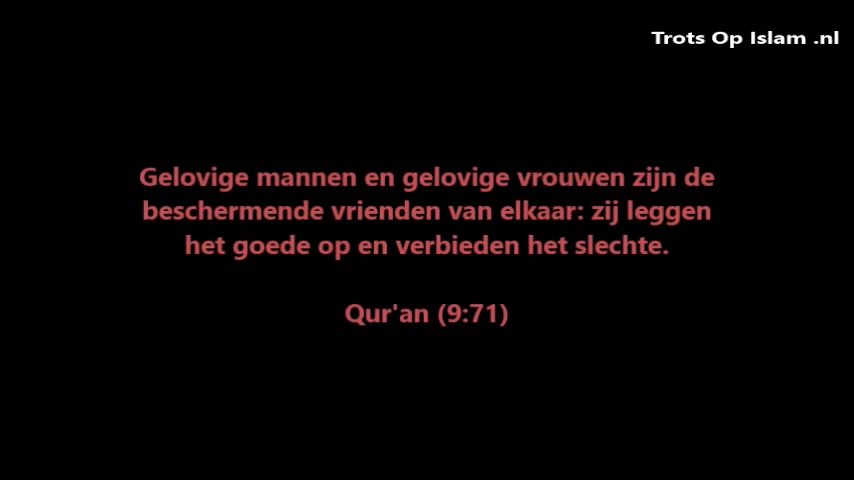 Trots Op Islam .nl
Gelovige mannen en gelovige vrouwen zijn de
beschermende vrienden van elkaar: zij leggen
het goede op en verbieden het slechte.
Qur'an (9:71)